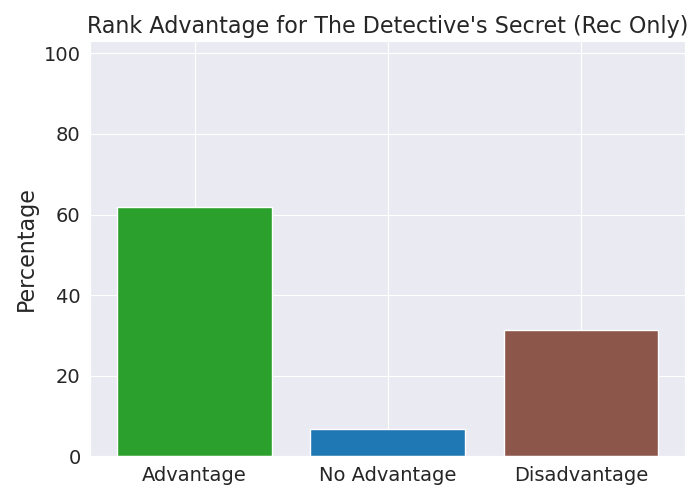 Rank Advantage for The Detective's Secret (Rec Only)
Percentage
100
80
60
40
20
0
Advantage No Advantage Disadvantage